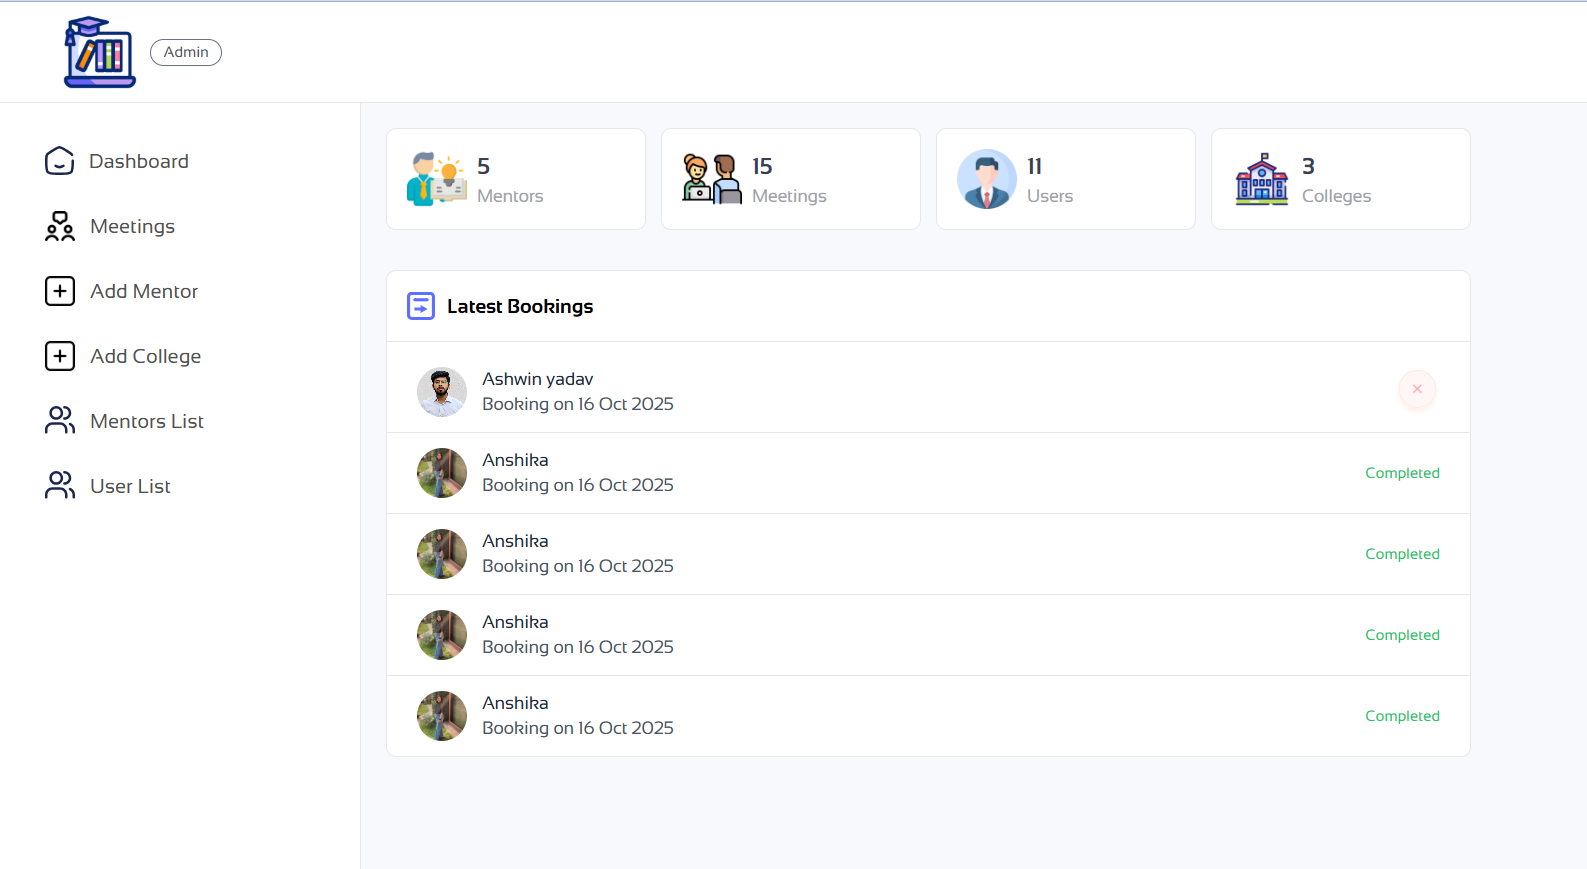 Admin
Dashboard
Meetings
Add Mentor
Add College
Mentors List
User List
5
Mentors
15
Meetings
11
Users
3
Colleges
Latest Bookings
Ashwin yadav
Booking on 16 Oct 2025
Anshika
Booking on 16 Oct 2025
Completed
Anshika
Booking on 16 Oct 2025
Completed
Anshika
Booking on 16 Oct 2025
Completed
Anshika
Booking on 16 Oct 2025
Completed